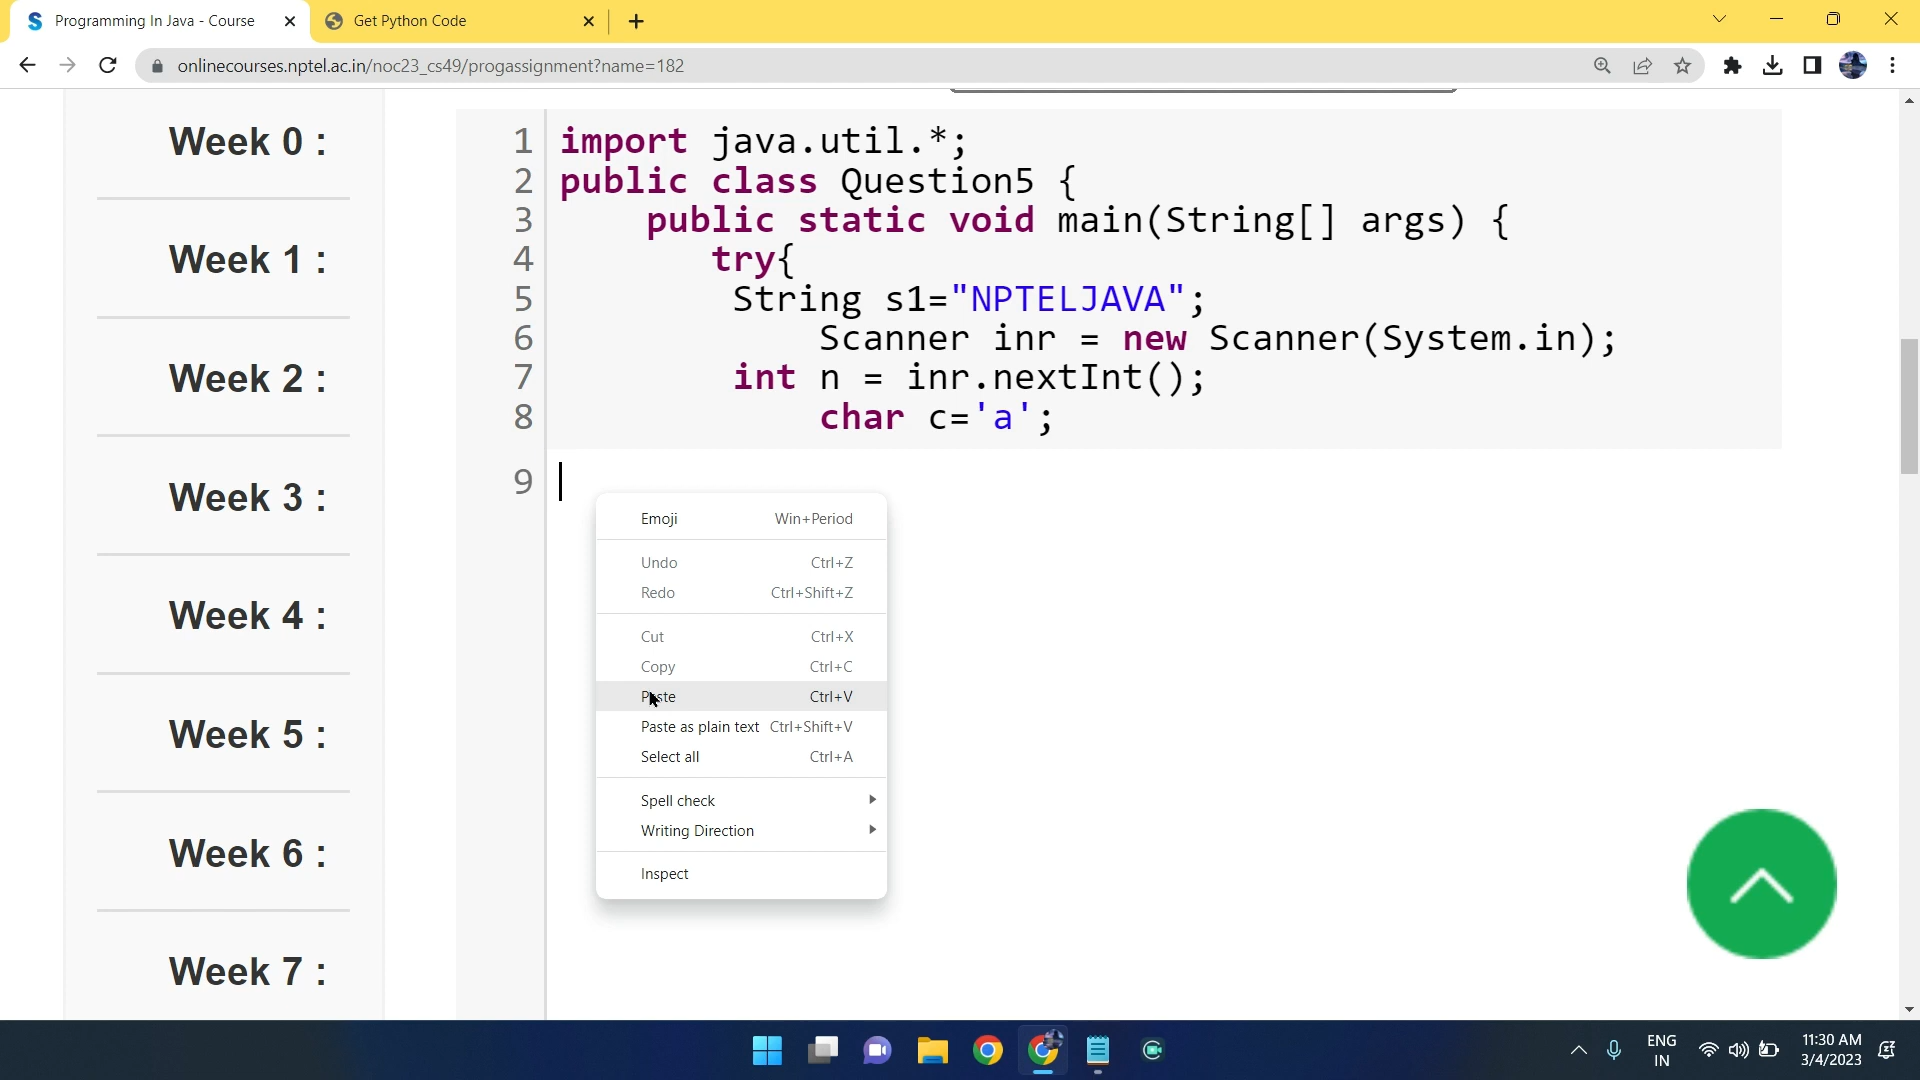 Programming In Java - Course
Get Python Code
onlinecourses.nptel.ac.in/noc23_cs49/progassignment?name=182
Week 0 :
Week 1 :
Week 2 :
Week 3 :
Week 4 :
Week 5 :
Week 6 :
Week 7 :
1 import java.util.*;
2 public class Question5 {
3 public static void main(String[] args) {
4 try{
5 String s1="NPTELJAVA";
6 Scanner inr = new Scanner(System.in);
7 int n = inr.nextInt();
8 char c='a';
9
Emoji Win+Period
Undo Ctrl+Z
Redo Ctrl+Shift+Z
Cut Ctrl+X
Copy Ctrl+C
Paste Ctrl+V
Paste as plain text Ctrl+Shift+V
Select all Ctrl+A
Spell check
Writing Direction
Inspect
ENG
IN
11:30 AM
3/4/2023